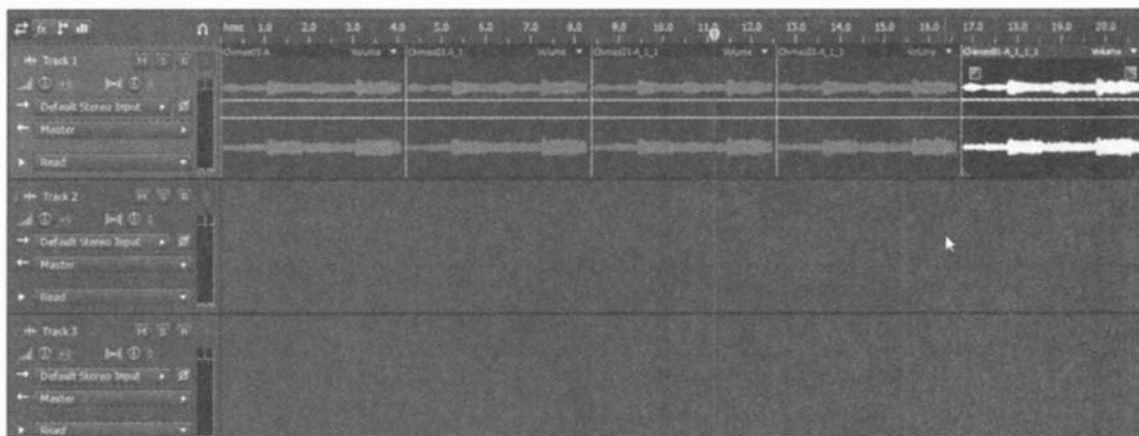 fx hms 1.0 2.0 3.0 4.0 5.0 6.0 7.0 8.0 9.0 10.0 11.0 12.0 13.0 14.0 15.0 16.0 17.0 18.0 19.0 20.0
Volume Volume Volume Volume Volume
Track 1 M S R
Default Stereo Input
Master
Read
Track 2 M S R
Default Stereo Input
Master
Read
Track 3 M S R
Default Stereo Input
Master
Read